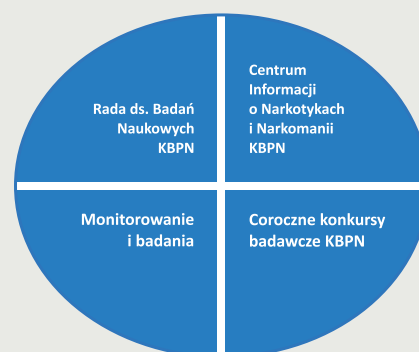 Rada ds. Badań
Naukowych
KBPN
Centrum
Informacji
o Narkotykach
i Narkomanii
KBPN
Monitorowanie
i badania
Coroczne konkursy
badawcze KBPN